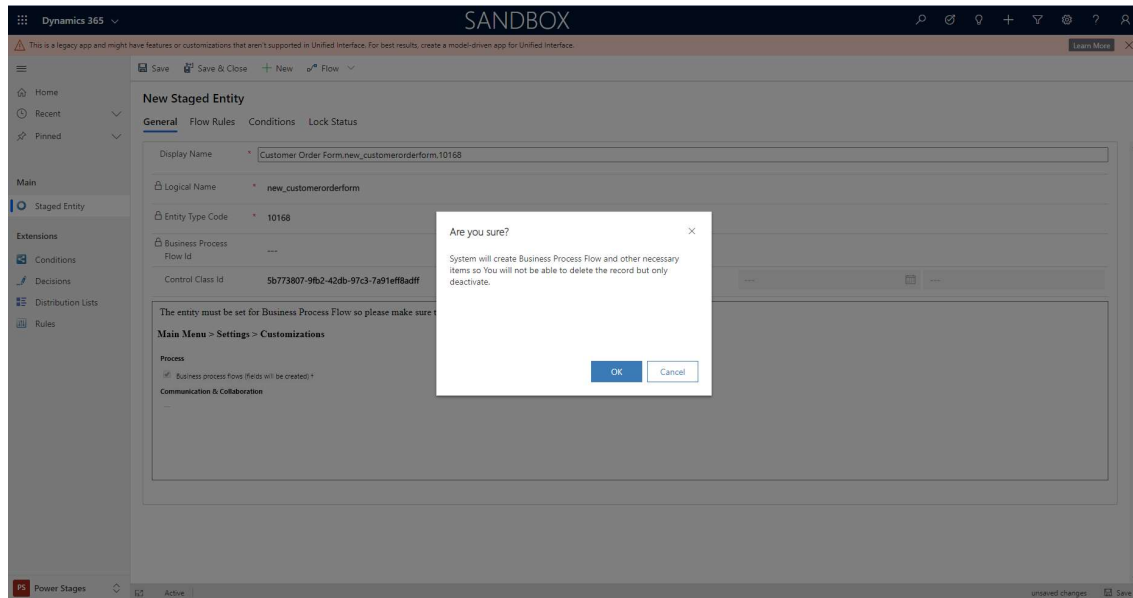 Dynamics 365
SANDBOX
This is a legacy app and might have features or customizations that aren't supported in Unified Interface. For best results, create a model-driven app for Unified Interface.
Learn More
Save
Save & Close
New
Flow
Home
Recent
Pinned
Main
Staged Entity
Extensions
Conditions
Decisions
Distribution Lists
Rules
PS Power Stages
New Staged Entity
General Flow Rules Conditions Lock Status
Display Name * Customer Order Form.new_customerorderform.10168
Logical Name * new_customerorderform
Entity Type Code * 10168
Business Process
Flow Id ---
Control Class Id 5b773807-9fb2-42db-97c3-7a91eff8adff
--- ---
The entity must be set for Business Process Flow so please make sure t
Main Menu > Settings > Customizations
Process
Business process flows (fields will be created) +
Communication & Collaboration
Are you sure?
System will create Business Process Flow and other necessary
items so You will not be able to delete the record but only
deactivate.
OK Cancel
Active
unsaved changes
Save